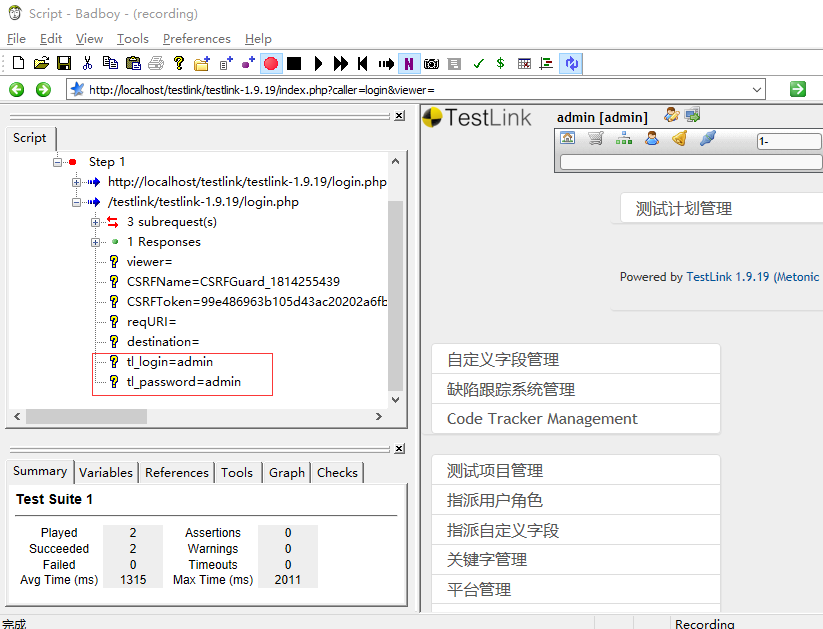 Script - Badboy - (recording)
File Edit View Tools Preferences Help
http://localhost/testlink/testlink-1.9.19/index.php?caller=login&viewer=
Script
Step 1
http://localhost/testlink/testlink-1.9.19/login.php
/testlink/testlink-1.9.19/login.php
3 subrequest(s)
1 Responses
viewer=
CSRFName=CSRFGuard_1814255439
CSRFToken=99e486963b105d43ac20202a6fb
reqURI=
destination=
tl_login=admin
tl_password=admin
Summary Variables References Tools Graph Checks
Test Suite 1
Played 2 Assertions 0
Succeeded 2 Warnings 0
Failed 0 Timeouts 0
Avg Time (ms) 1315 Max Time (ms) 2011
TestLink
admin [admin]
1-
测试计划管理
Powered by TestLink 1.9.19 (Metonic
自定义字段管理
缺陷跟踪系统管理
Code Tracker Management
测试项目管理
指派用户角色
指派自定义字段
关键字管理
平台管理
完成
Recording